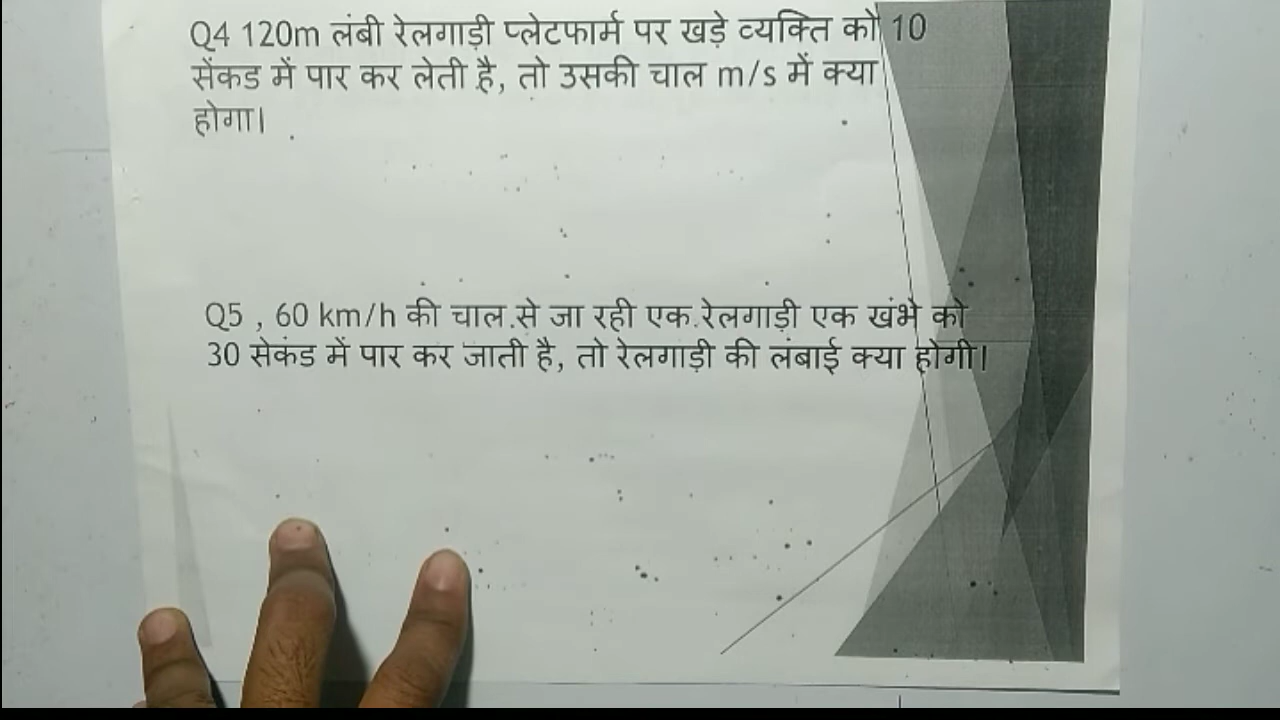 Q4 120m लंबी रेलगाड़ी प्लेटफार्म पर खड़े व्यक्ति को 10
सेंकड में पार कर लेती है, तो उसकी चाल m/s में क्या
होगा।
Q5 , 60 km/h की चाल से जा रही एक रेलगाड़ी एक खंभे को
30 सेकंड में पार कर जाती है, तो रेलगाड़ी की लंबाई क्या होगी।